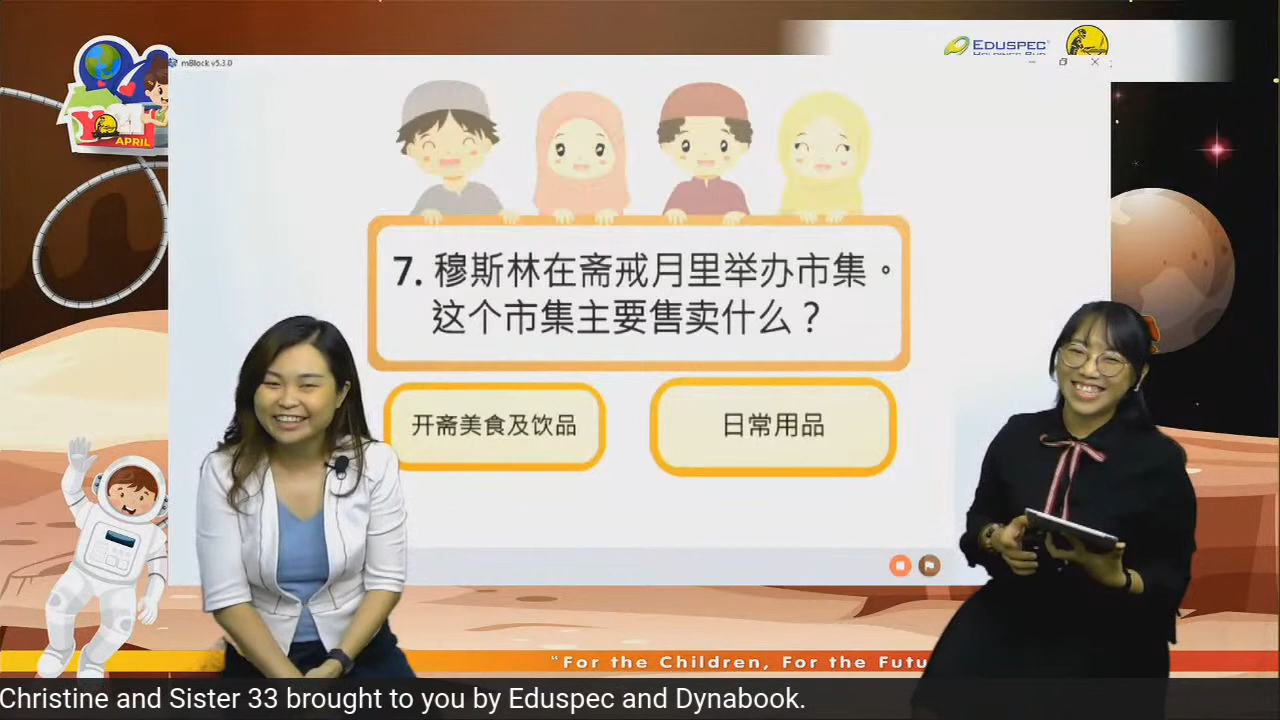 EDUSPEC
mBlock v5.3.0
APRIL
7. 穆斯林在斋戒月里举办市集。
这个市集主要售卖什么？
开斋美食及饮品
日常用品
"For the Children, For the Futu
Christine and Sister 33 brought to you by Eduspec and Dynabook.